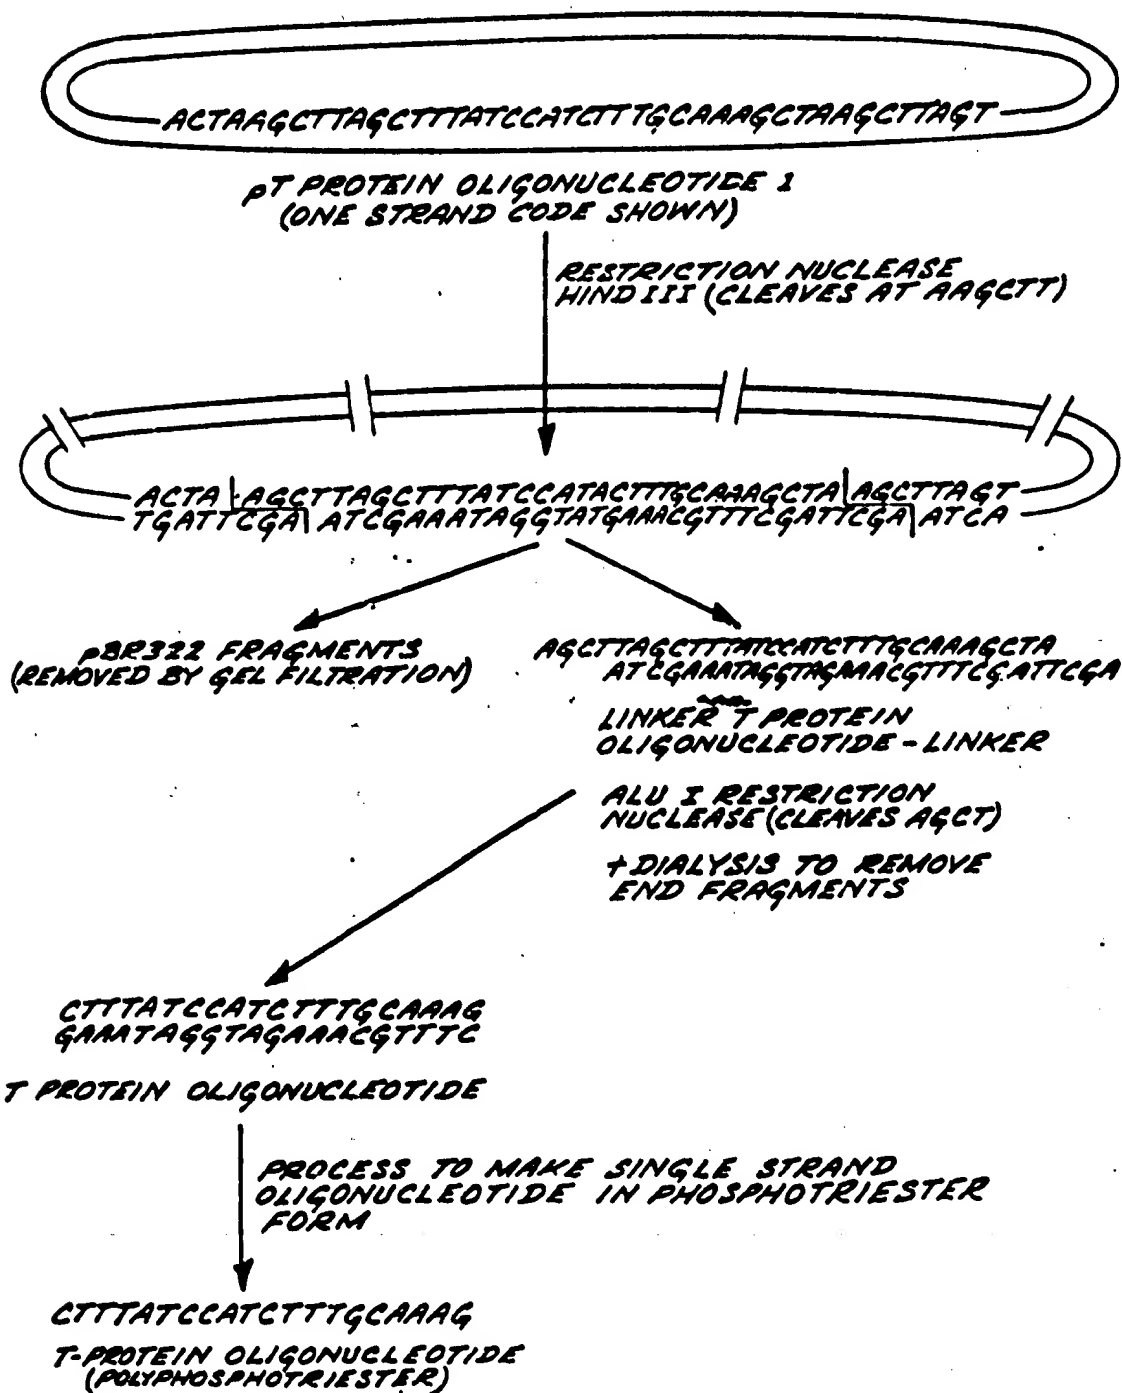 ACTAAGCTTAGCTTTATCCATCTTTGCAAAGCTAAGCTTAGT
pT PROTEIN OLIGONUCLEOTIDE 1
(ONE STRAND CODE SHOWN)
RESTRICTION NUCLEASE
HIND III (CLEAVES AT AAGCTT)
ACTA AGCTTAGCTTTATCCATACTTTGCAAAGCTA AGCTTAGT
TGATTCGA ATCGAAATAGGTATGAAACGTTTCGATTCGA ATCA
pBR322 FRAGMENTS
(REMOVED BY GEL FILTRATION)
AGCTTAGCTTTATCCATCTTTGCAAAGCTA
ATCGAAATAGGTAGAAACGTTTCGATTCGA
LINKER T PROTEIN
OLIGONUCLEOTIDE - LINKER
ALU I RESTRICTION
NUCLEASE (CLEAVES AGCT)
+ DIALYSIS TO REMOVE
END FRAGMENTS
CTTTATCCATCTTTGCAAAG
GAAATAGGTAGAAACGTTTC
T PROTEIN OLIGONUCLEOTIDE
PROCESS TO MAKE SINGLE STRAND
OLIGONUCLEOTIDE IN PHOSPHOTRIESTER
FORM
CTTTATCCATCTTTGCAAAG
T-PROTEIN OLIGONUCLEOTIDE
(POLYPHOSPHOTRIESTER)